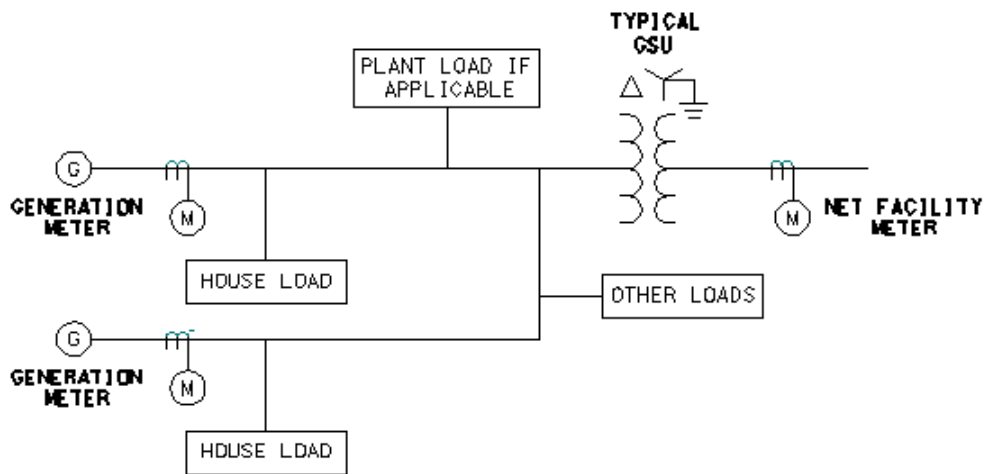 TYPICAL
GSU
PLANT LOAD IF
APPLICABLE
G
GENERATION
METER
M
M
NET FACILITY
METER
HOUSE LOAD
OTHER LOADS
G
GENERATION
METER
M
HOUSE LOAD